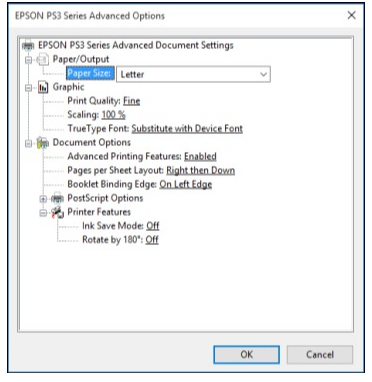 EPSON PS3 Series Advanced Options
EPSON PS3 Series Advanced Document Settings
Paper/Output
Paper Size: Letter
Graphic
Print Quality: Fine
Scaling: 100 %
TrueType Font: Substitute with Device Font
Document Options
Advanced Printing Features: Enabled
Pages per Sheet Layout: Right then Down
Booklet Binding Edge: On Left Edge
PostScript Options
Printer Features
Ink Save Mode: Off
Rotate by 180°: Off
OK Cancel